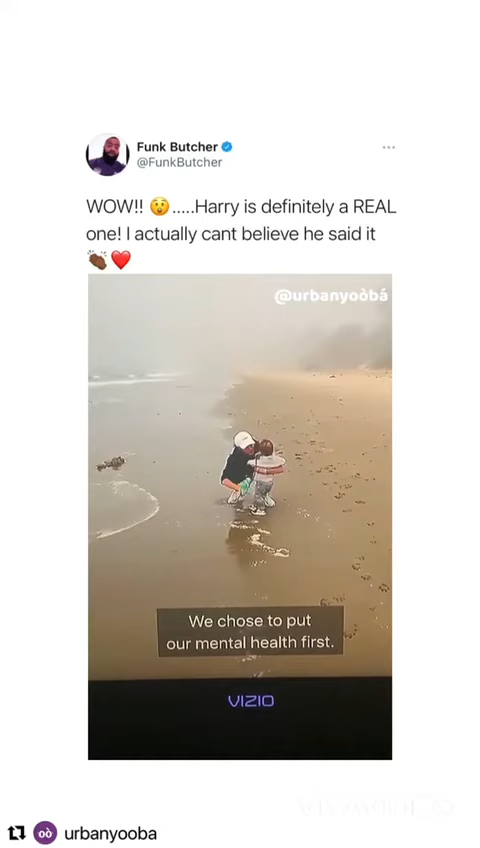 Funk Butcher
@FunkButcher
WOW!! 😲.....Harry is definitely a REAL
one! I actually cant believe he said it
👏🏾❤️
@urbanyoòbá
We chose to put
our mental health first.
VIZIO
oò urbanyooba